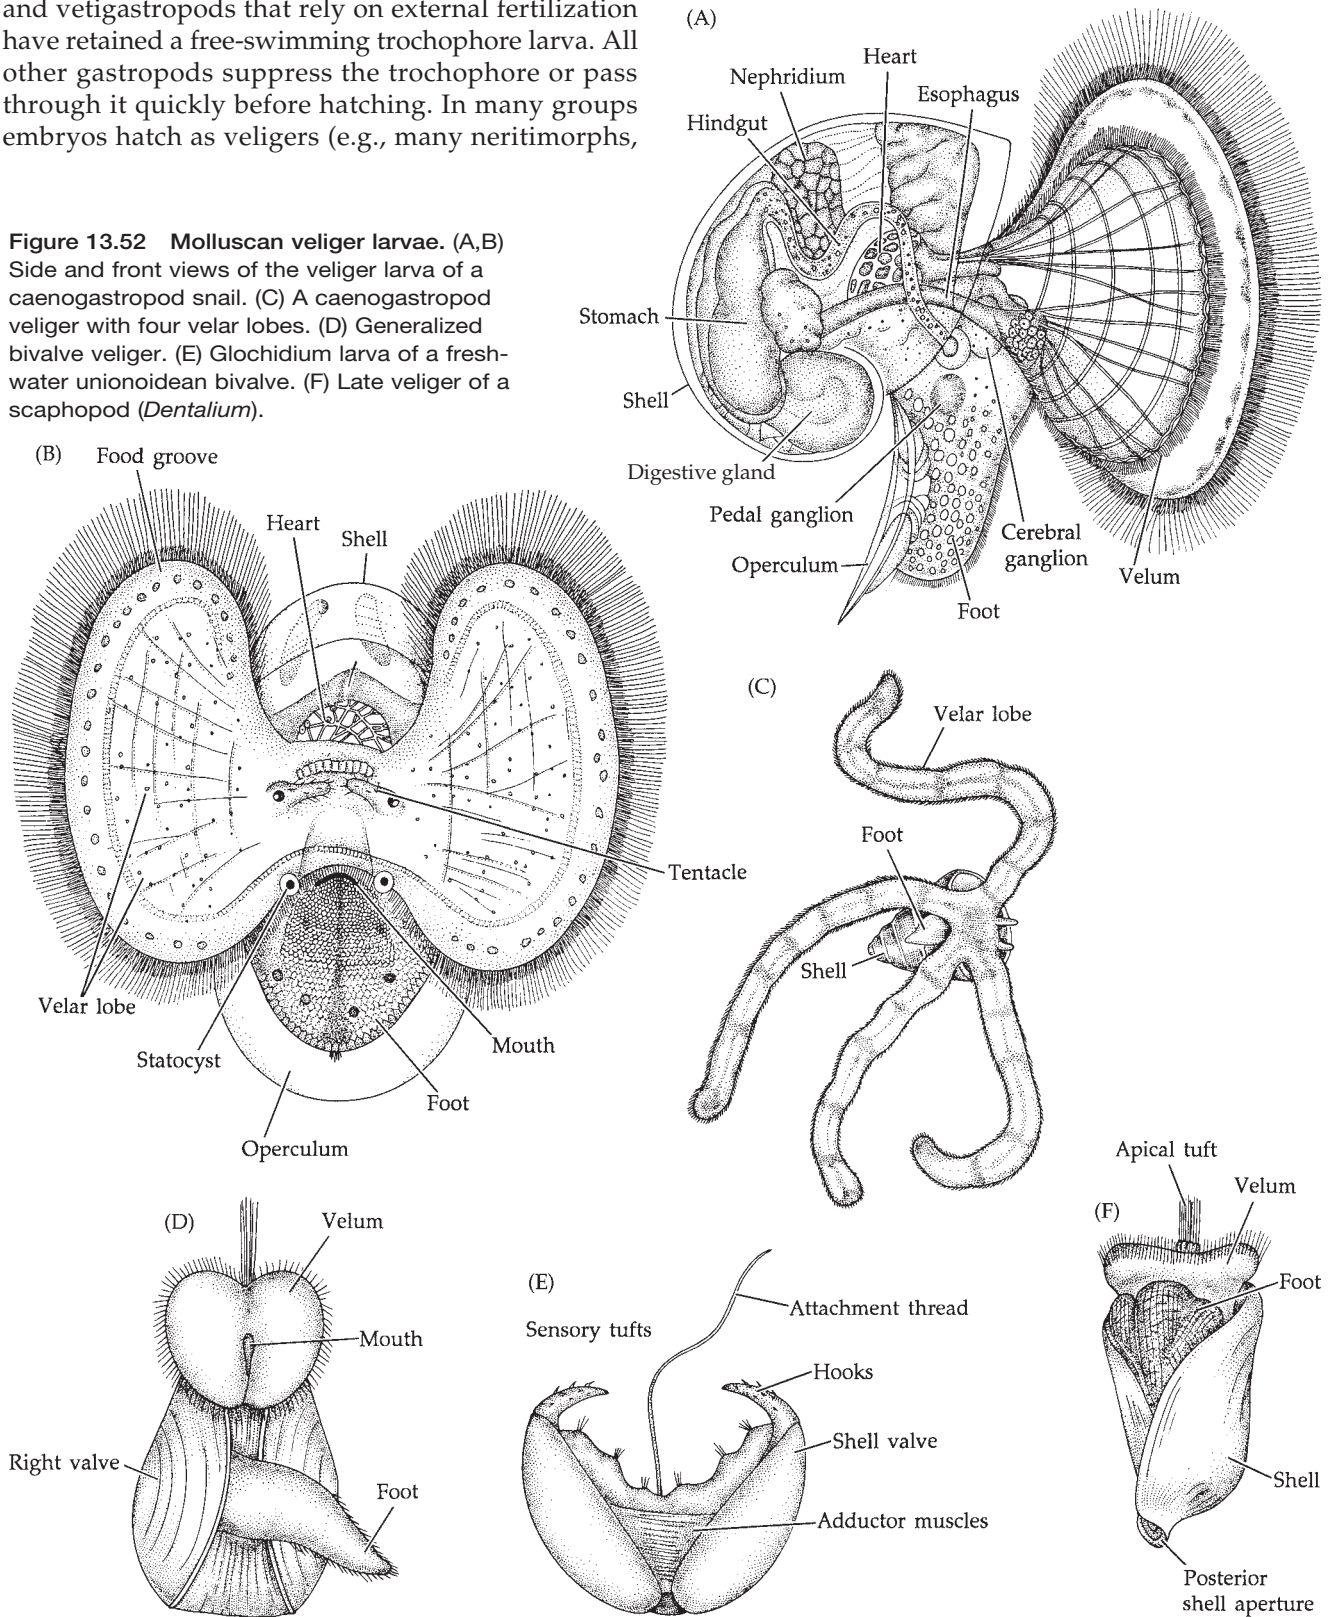 and vetigastropods that rely on external fertilization
have retained a free-swimming trochophore larva. All
other gastropods suppress the trochophore or pass
through it quickly before hatching. In many groups
embryos hatch as veligers (e.g., many neritimorphs,
Figure 13.52 Molluscan veliger larvae. (A,B)
Side and front views of the veliger larva of a
caenogastropod snail. (C) A caenogastropod
veliger with four velar lobes. (D) Generalized
bivalve veliger. (E) Glochidium larva of a fresh-
water unionoidean bivalve. (F) Late veliger of a
scaphopod (Dentalium).
(A)
Heart
Nephridium
Esophagus
Hindgut
Stomach
Shell
Digestive gland
Pedal ganglion
Operculum
Cerebral
ganglion
Velum
Foot
(B)
Food groove
Heart
Shell
Tentacle
Velar lobe
Statocyst
Mouth
Foot
Operculum
(C)
Velar lobe
Foot
Shell
(D)
Velum
Mouth
Right valve
Foot
(E)
Attachment thread
Sensory tufts
Hooks
Shell valve
Adductor muscles
(F)
Apical tuft
Velum
Foot
Shell
Posterior
shell aperture